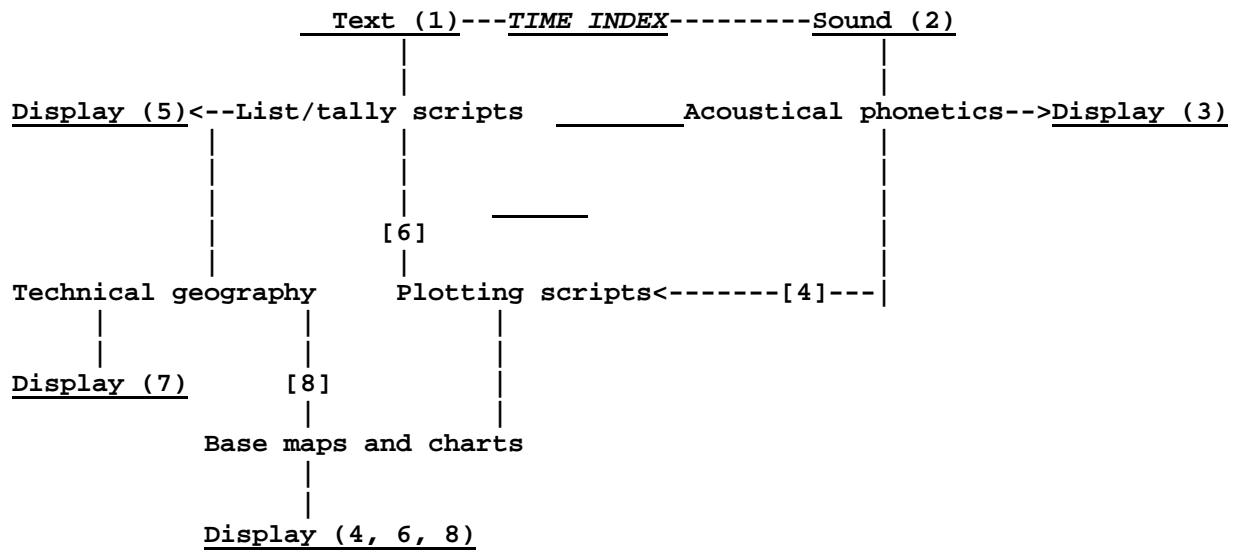 Text (1)---TIME INDEX---------Sound (2)
Display (5)<--List/tally scripts Acoustical phonetics-->Display (3)
[6]
Technical geography Plotting scripts<-------[4]---|
Display (7) [8]
Base maps and charts
Display (4, 6, 8)